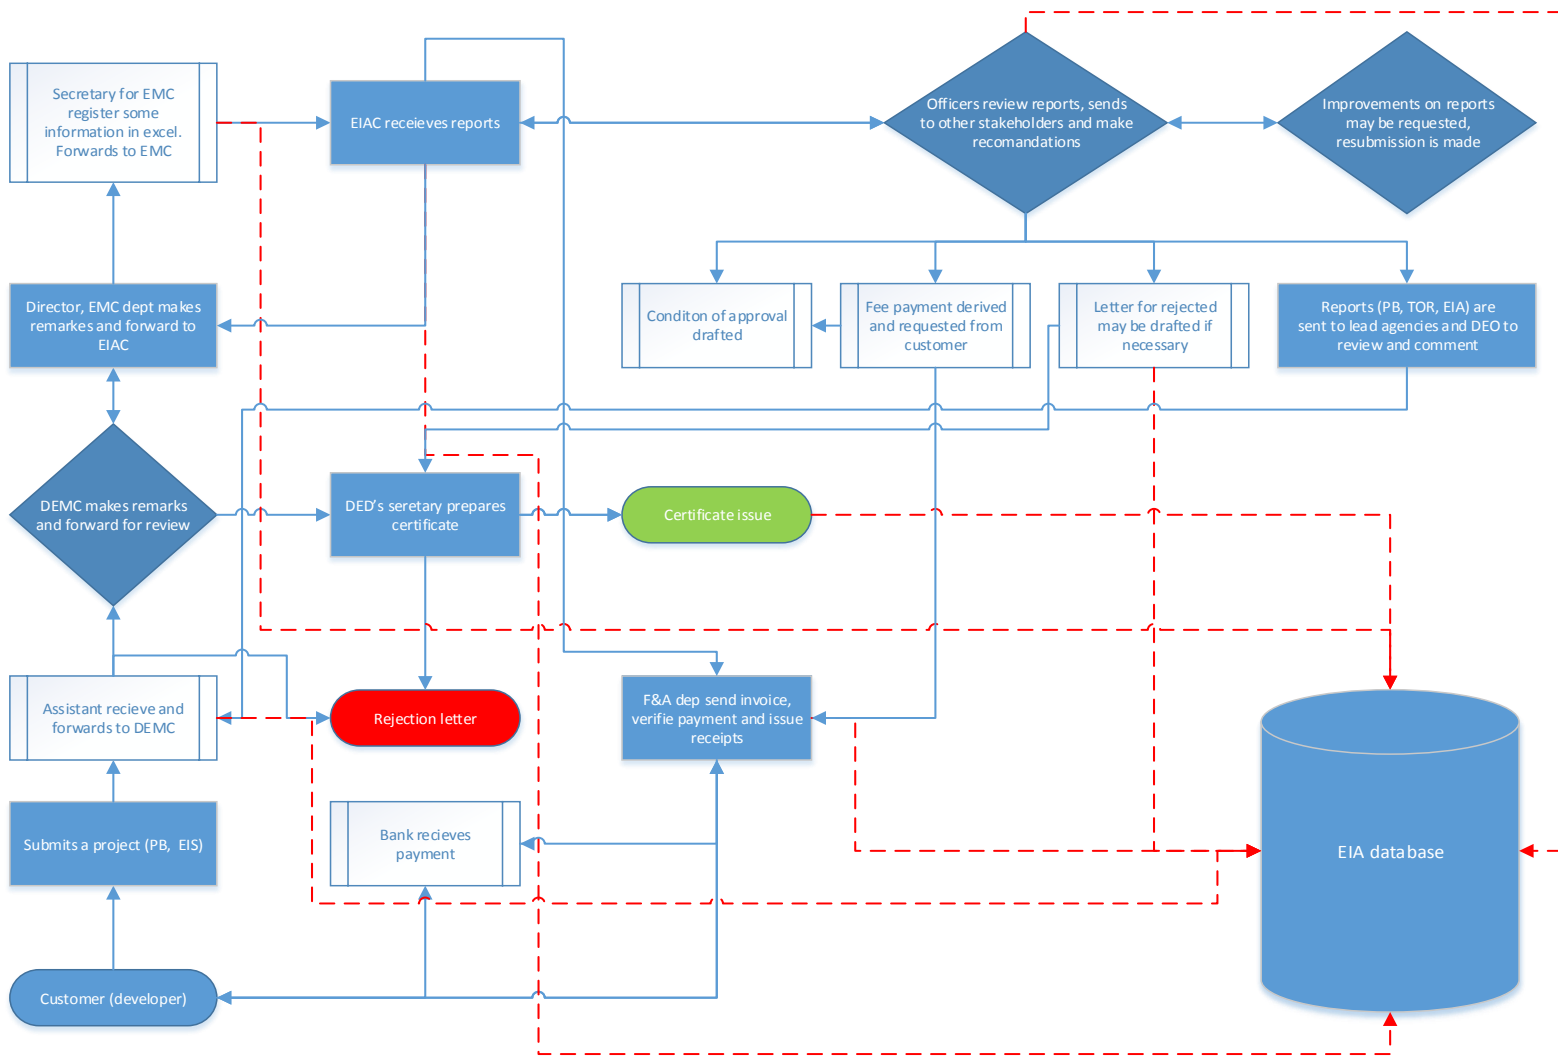 Secretary for EMC
register some
information in excel.
Forwards to EMC
EIAC receieves reports
Officers review reports, sends
to other stakeholders and make
recomandations
Improvements on reports
may be requested,
resubmission is made
Director, EMC dept makes
remarkes and forward to
EIAC
Conditon of approval
drafted
Fee payment derived
and requested from
customer
Letter for rejected
may be drafted if
necessary
Reports (PB, TOR, EIA) are
sent to lead agencies and DEO to
review and comment
DEMC makes remarks
and forward for review
DED's seretary prepares
certificate
Certificate issue
Assistant recieve and
forwards to DEMC
Rejection letter
F&A dep send invoice,
verifie payment and issue
receipts
Submits a project (PB, EIS)
Bank recieves
payment
EIA database
Customer (developer)